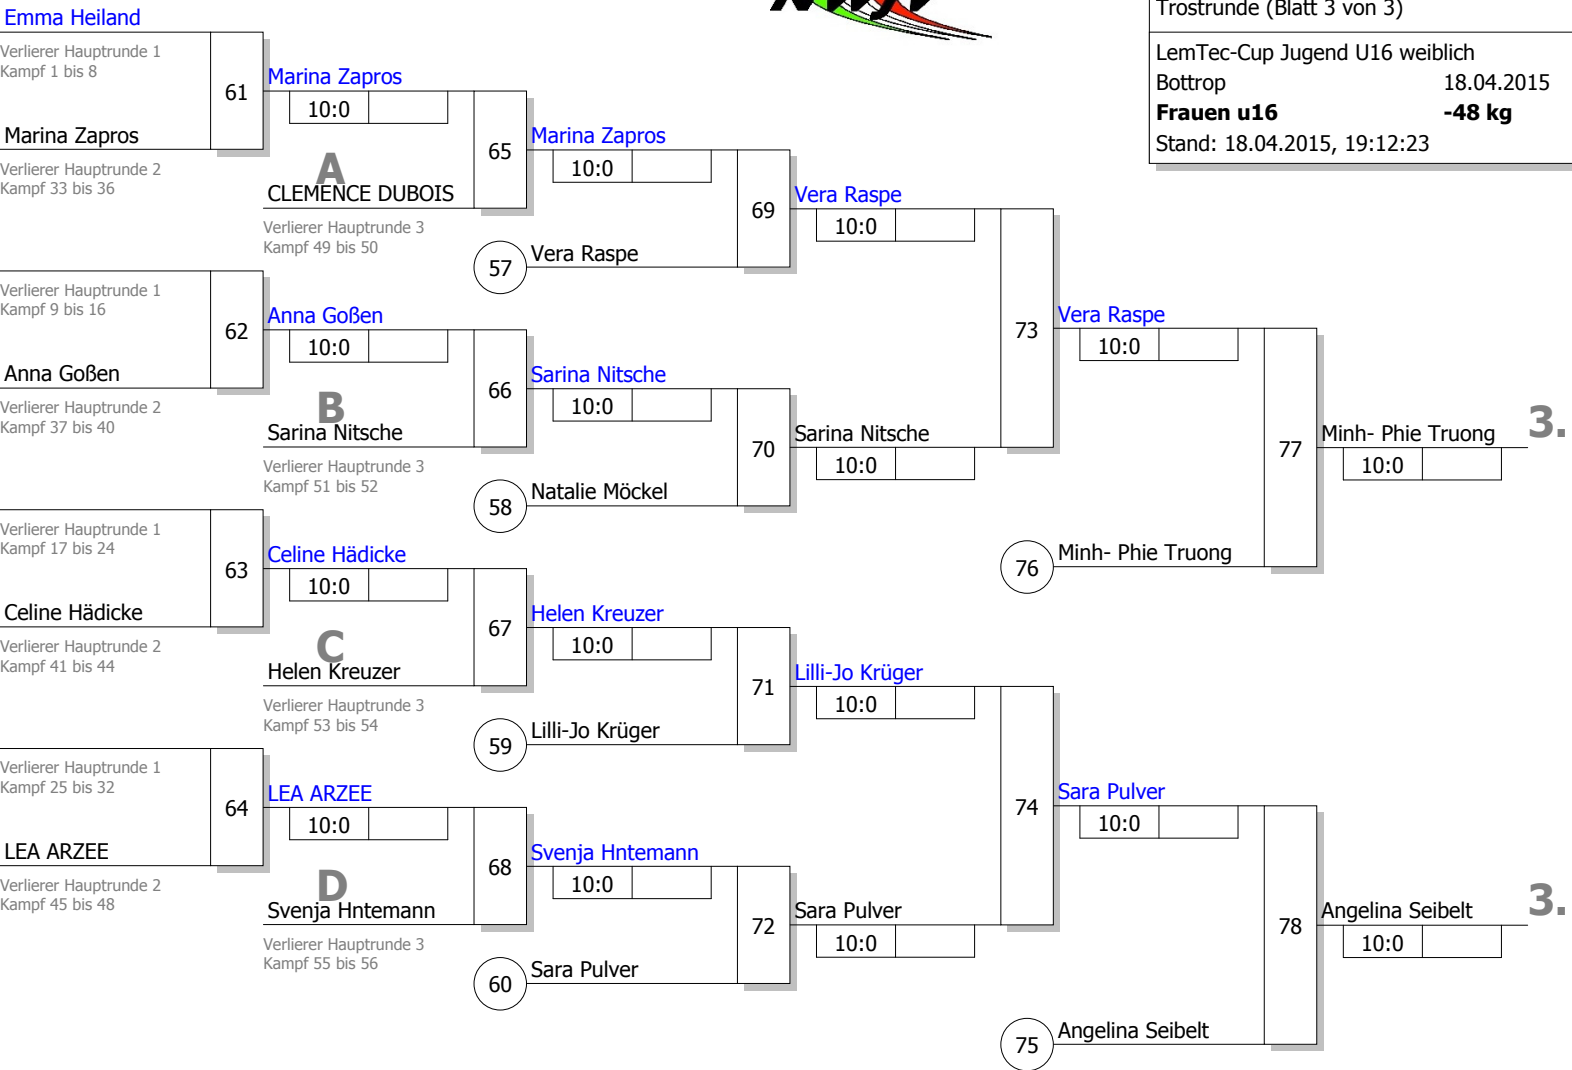 Trostrunde (Blatt 3 von 3)
LemTec-Cup Jugend U16 weiblich
Bottrop 18.04.2015
Frauen u16 -48 kg
Stand: 18.04.2015, 19:12:23
Emma Heiland
Verlierer Hauptrunde 1
Kampf 1 bis 8
61
Marina Zapros
Verlierer Hauptrunde 2
Kampf 33 bis 36
Verlierer Hauptrunde 1
Kampf 9 bis 16
62
Anna Goßen
Verlierer Hauptrunde 2
Kampf 37 bis 40
Verlierer Hauptrunde 1
Kampf 17 bis 24
63
Celine Hädicke
Verlierer Hauptrunde 2
Kampf 41 bis 44
Verlierer Hauptrunde 1
Kampf 25 bis 32
64
LEA ARZEE
Verlierer Hauptrunde 2
Kampf 45 bis 48
Marina Zapros
10:0
A
65
CLEMENCE DUBOIS
Verlierer Hauptrunde 3
Kampf 49 bis 50
Anna Goßen
10:0
B
66
Sarina Nitsche
Verlierer Hauptrunde 3
Kampf 51 bis 52
Celine Hädicke
10:0
C
67
Helen Kreuzer
Verlierer Hauptrunde 3
Kampf 53 bis 54
LEA ARZEE
10:0
D
68
Svenja Hntemann
Verlierer Hauptrunde 3
Kampf 55 bis 56
Marina Zapros
10:0
69
57 Vera Raspe
Sarina Nitsche
10:0
70
58 Natalie Möckel
Helen Kreuzer
10:0
71
59 Lilli-Jo Krüger
Svenja Hntemann
10:0
72
60 Sara Pulver
Vera Raspe
10:0
73
Sarina Nitsche
10:0
Lilli-Jo Krüger
10:0
74
Sara Pulver
10:0
Vera Raspe
10:0
77
76 Minh- Phie Truong
Sara Pulver
10:0
78
75 Angelina Seibelt
Minh- Phie Truong 3.
10:0
Angelina Seibelt 3.
10:0